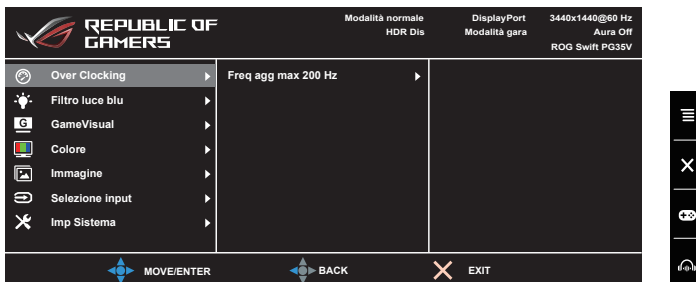 REPUBLIC OF
GAMERS
Modalità normale
HDR Dis
DisplayPort
Modalità gara
3440x1440@60 Hz
Aura Off
ROG Swift PG35V
Over Clocking
Freq agg max 200 Hz
Filtro luce blu
G GameVisual
Colore
Immagine
Selezione input
Imp Sistema
MOVE/ENTER
BACK
EXIT